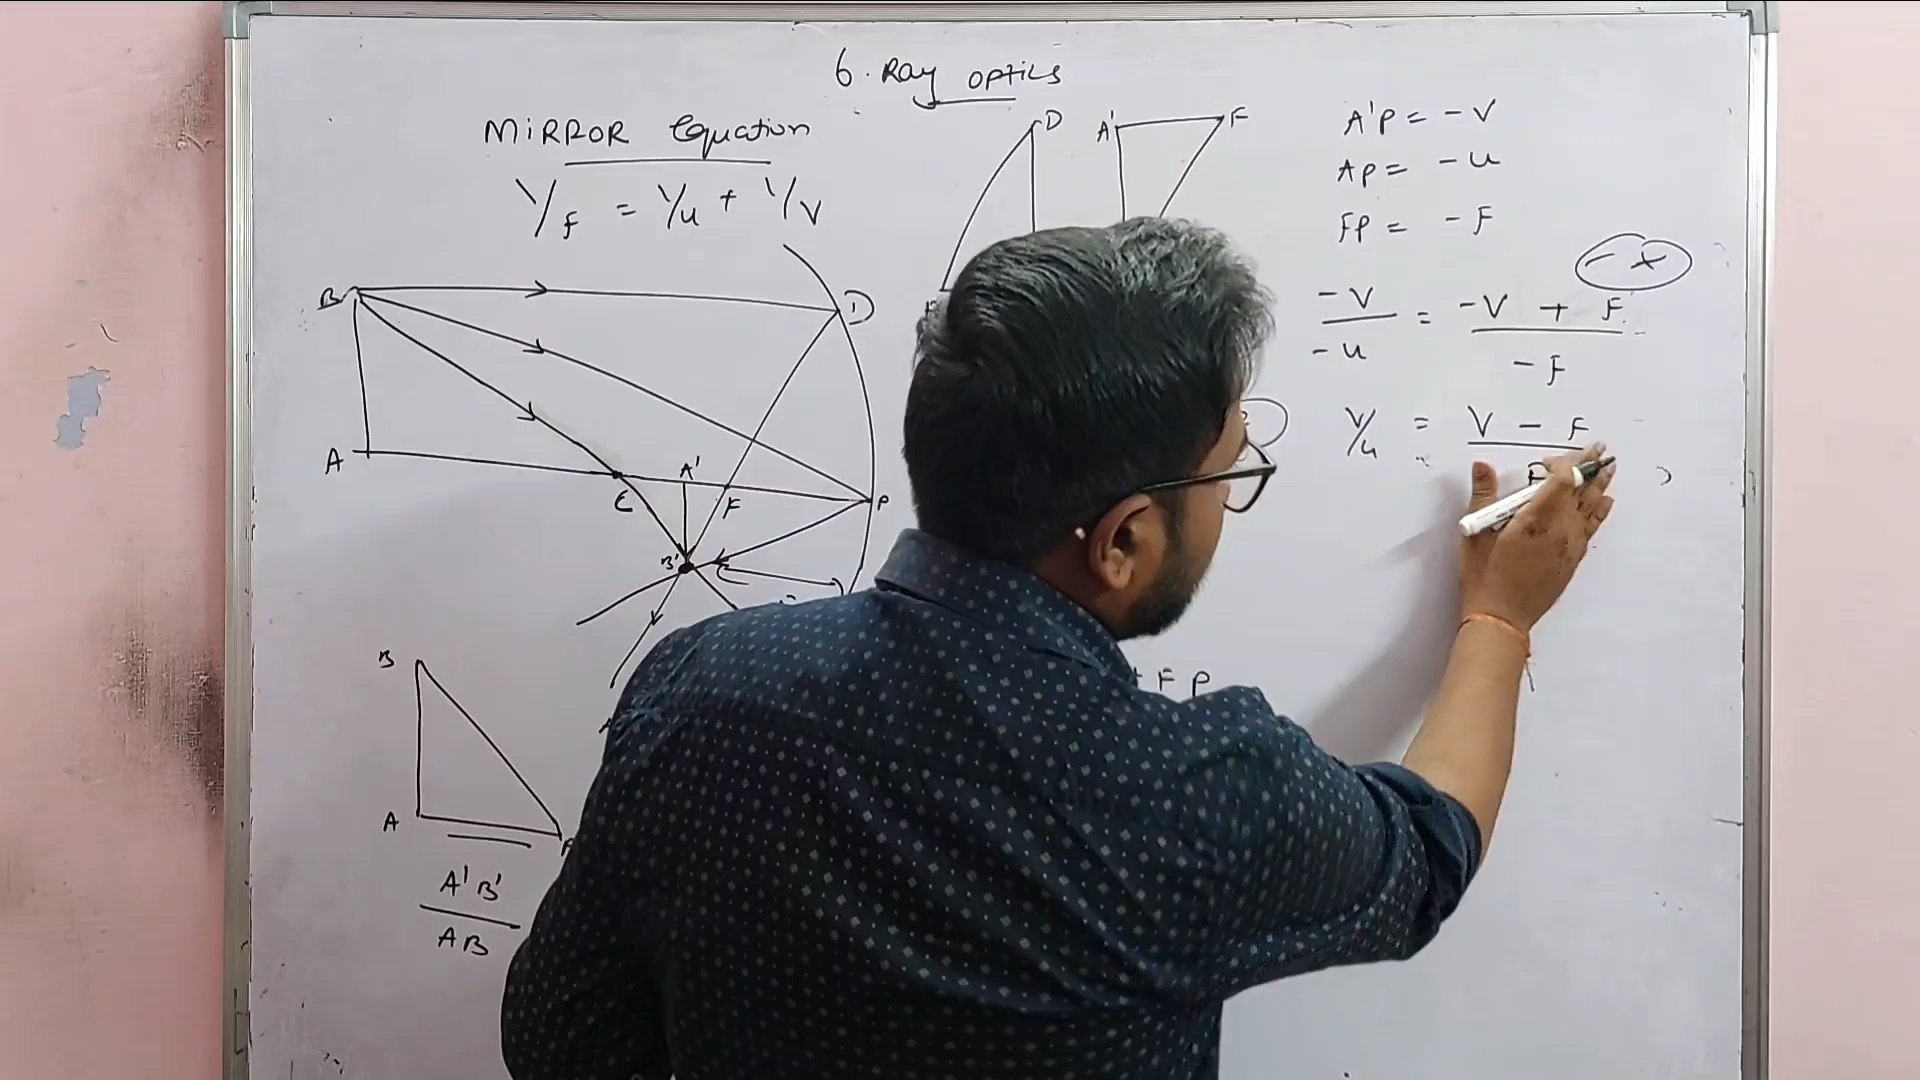 6. Ray optics
MiRROR Equation
1/F = 1/u + 1/v
B
D
A
C
A'
F
P
B'
B
A
A'B'
AB
D
A'
F
+ F P
A'P = -V
AP = -u
FP = -F
- +
-V = -V + F
-u -F
V/u = V - F